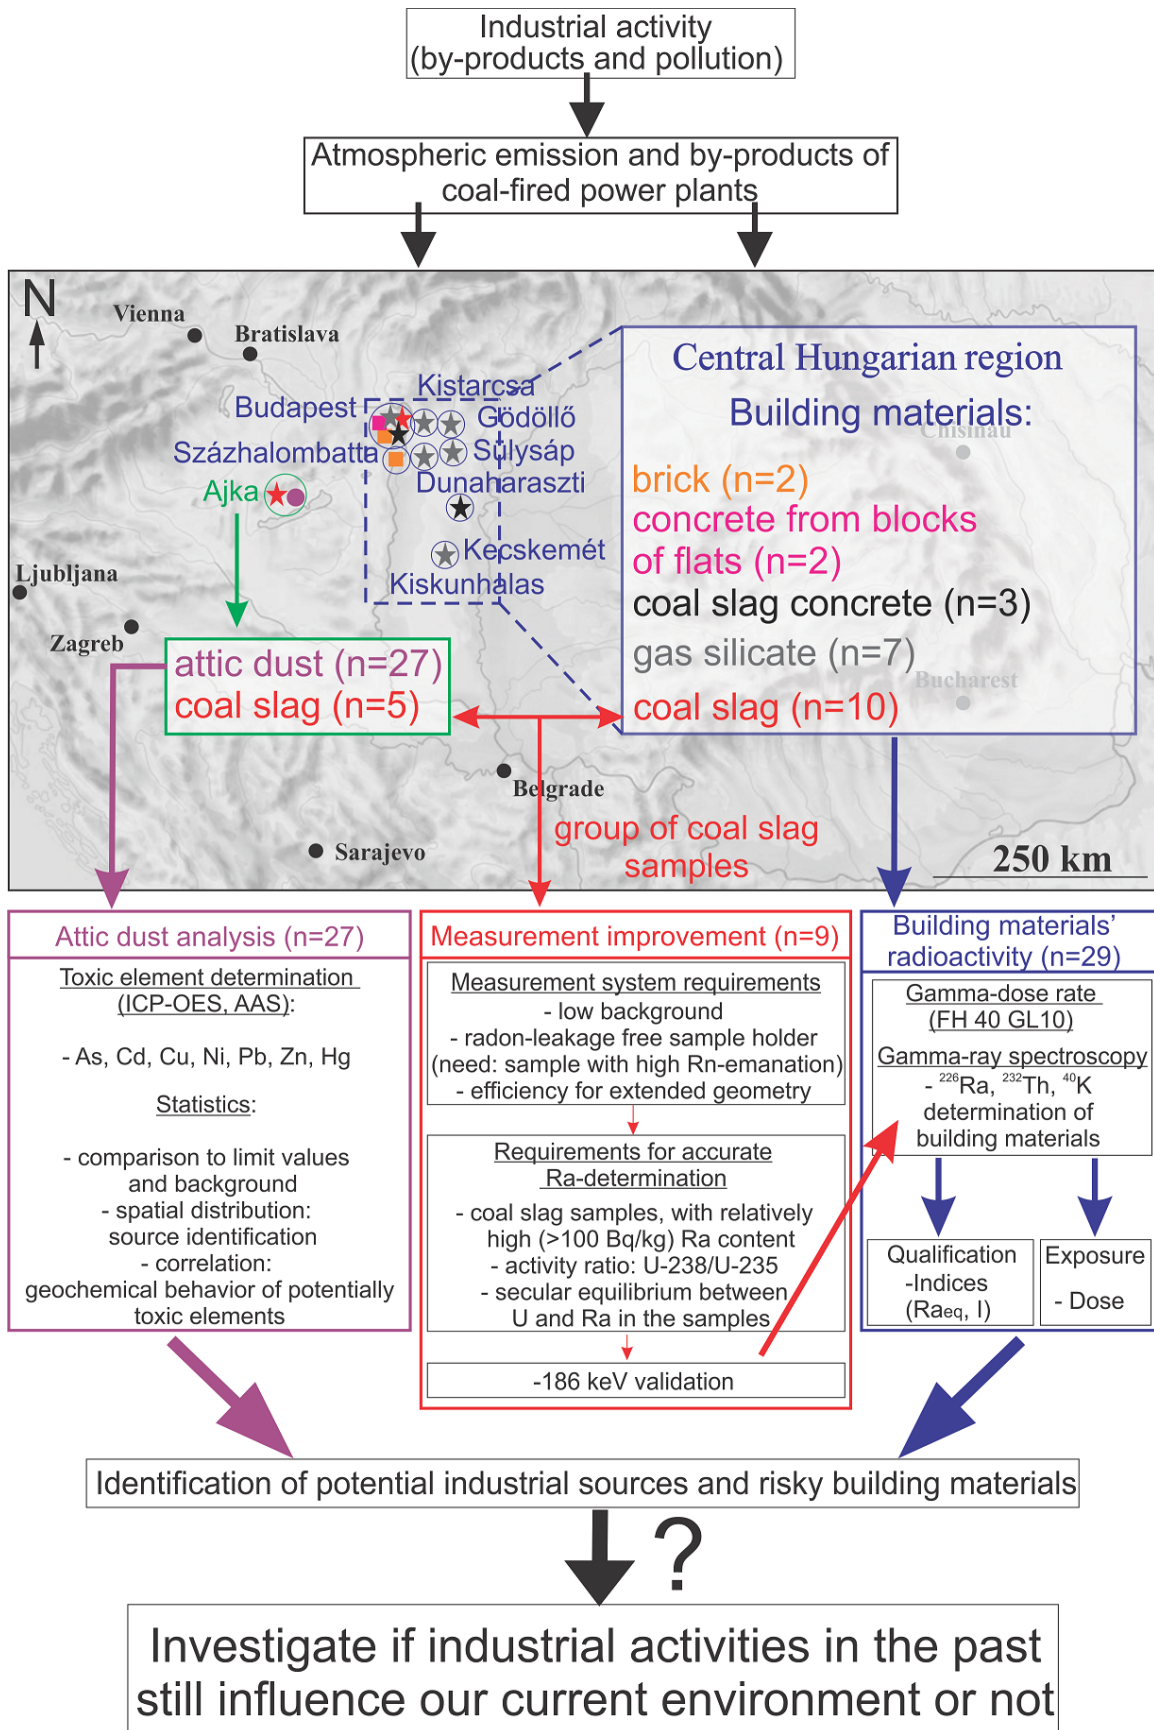 Industrial activity
(by-products and pollution)
Atmospheric emission and by-products of
coal-fired power plants
N
Vienna
Bratislava
Budapest
Kistarcsa
Gödöllő
Százhalombatta
Sülysáp
Dunaharaszti
Ajka
Kecskemét
Kiskunhalas
Ljubljana
Zagreb
Belgrade
Sarajevo
250 km
Central Hungarian region
Building materials:
Chisinau
brick (n=2)
concrete from blocks
of flats (n=2)
coal slag concrete (n=3)
gas silicate (n=7)
Bucharest
coal slag (n=10)
attic dust (n=27)
coal slag (n=5)
group of coal slag
samples
Attic dust analysis (n=27)
Toxic element determination
(ICP-OES, AAS):
- As, Cd, Cu, Ni, Pb, Zn, Hg
Statistics:
- comparison to limit values
and background
- spatial distribution:
source identification
- correlation:
geochemical behavior of potentially
toxic elements
Measurement improvement (n=9)
Measurement system requirements
- low background
- radon-leakage free sample holder
(need: sample with high Rn-emanation)
- efficiency for extended geometry
Requirements for accurate
Ra-determination
- coal slag samples, with relatively
high (>100 Bq/kg) Ra content
- activity ratio: U-238/U-235
- secular equilibrium between
U and Ra in the samples
-186 keV validation
Building materials'
radioactivity (n=29)
Gamma-dose rate
(FH 40 GL10)
Gamma-ray spectroscopy
- ²²⁶Ra, ²³²Th, ⁴⁰K
determination of
building materials
Qualification
-Indices
(Raeq, I)
Exposure
- Dose
Identification of potential industrial sources and risky building materials
?
Investigate if industrial activities in the past
still influence our current environment or not